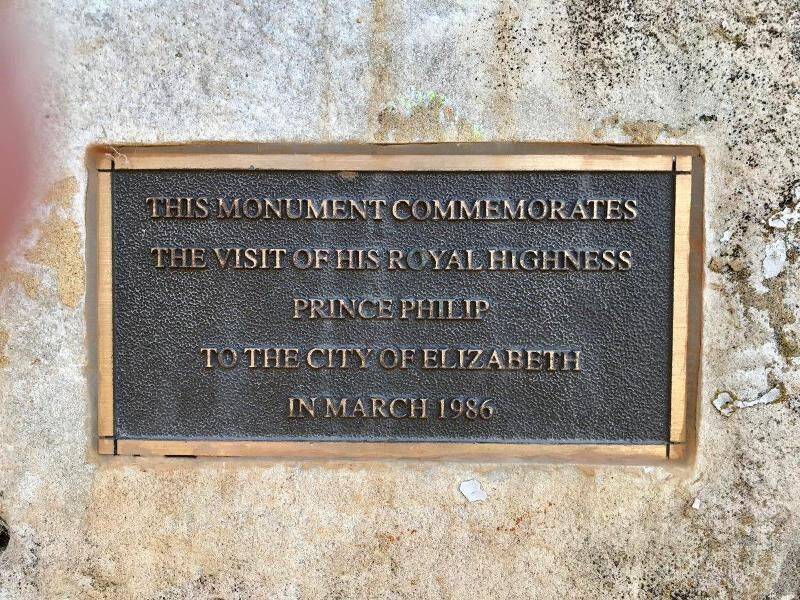 THIS MONUMENT COMMEMORATES
THE VISIT OF HIS ROYAL HIGHNESS
PRINCE PHILIP
TO THE CITY OF ELIZABETH
IN MARCH 1986